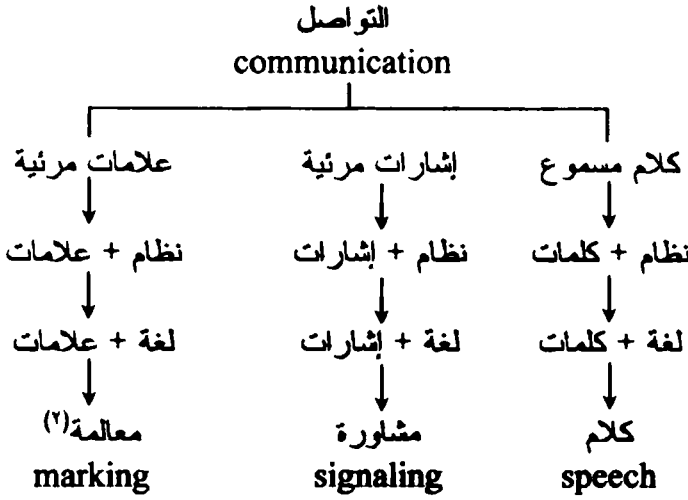 التواصل
communication
كلام مسموع إشارات مرئية علامات مرئية
نظام + كلمات نظام + إشارات نظام + علامات
لغة + كلمات لغة + إشارات لغة + علامات
كلام مشاورة معالمة(٢)
speech signaling marking